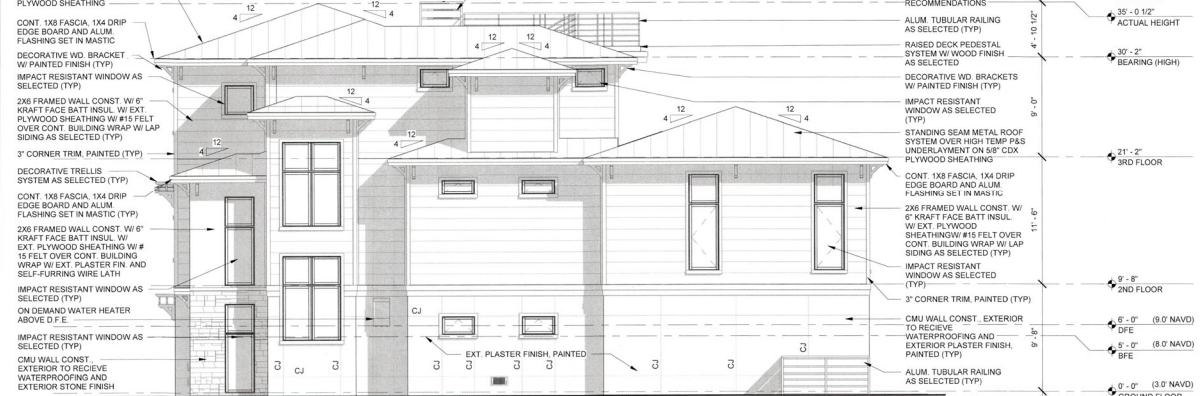 PLYWOOD SHEATHING
CONT. 1X8 FASCIA, 1X4 DRIP
EDGE BOARD AND ALUM.
FLASHING SET IN MASTIC
DECORATIVE WD. BRACKET
W/ PAINTED FINISH (TYP)
IMPACT RESISTANT WINDOW AS
SELECTED (TYP)
2X6 FRAMED WALL CONST. W/ 6"
KRAFT FACE BATT INSUL. W/ EXT.
PLYWOOD SHEATHING W/ #15 FELT
OVER CONT. BUILDING WRAP W/ LAP
SIDING AS SELECTED (TYP)
3" CORNER TRIM, PAINTED (TYP)
DECORATIVE TRELLIS
SYSTEM AS SELECTED (TYP)
CONT. 1X8 FASCIA, 1X4 DRIP
EDGE BOARD AND ALUM.
FLASHING SET IN MASTIC (TYP)
2X6 FRAMED WALL CONST. W/ 6"
KRAFT FACE BATT INSUL. W/
EXT. PLYWOOD SHEATHING W/ #
15 FELT OVER CONT. BUILDING
WRAP W/ EXT. PLASTER FIN. AND
SELF-FURRING WIRE LATH
IMPACT RESISTANT WINDOW AS
SELECTED (TYP)
ON DEMAND WATER HEATER
ABOVE D.F.E.
IMPACT RESISTANT WINDOW AS
SELECTED (TYP)
CMU WALL CONST.,
EXTERIOR TO RECIEVE
WATERPROOFING AND
EXTERIOR STONE FINISH
12
4
12
4
12
4
12
4
12
4
12
4
12
4
12
4
12
4
CJ
EXT. PLASTER FINISH, PAINTED
CJ
CJ
CJ
CJ
CJ
CJ
CJ
CJ
RECOMMENDATIONS
ALUM. TUBULAR RAILING
AS SELECTED (TYP)
RAISED DECK PEDESTAL
SYSTEM W/ WOOD FINISH
AS SELECTED
DECORATIVE WD. BRACKETS
W/ PAINTED FINISH (TYP)
IMPACT RESISTANT
WINDOW AS SELECTED
(TYP)
STANDING SEAM METAL ROOF
SYSTEM OVER HIGH TEMP P&S
UNDERLAYMENT ON 5/8" CDX
PLYWOOD SHEATHING
CONT. 1X8 FASCIA, 1X4 DRIP
EDGE BOARD AND ALUM.
FLASHING SET IN MASTIC
2X6 FRAMED WALL CONST. W/
6" KRAFT FACE BATT INSUL.
W/ EXT. PLYWOOD
SHEATHINGW/ #15 FELT OVER
CONT. BUILDING WRAP W/ LAP
SIDING AS SELECTED (TYP)
IMPACT RESISTANT
WINDOW AS SELECTED
(TYP)
3" CORNER TRIM, PAINTED (TYP)
CMU WALL CONST., EXTERIOR
TO RECIEVE
WATERPROOFING AND
EXTERIOR PLASTER FINISH,
PAINTED (TYP)
ALUM. TUBULAR RAILING
AS SELECTED (TYP)
4' - 10 1/2"
9' - 0"
11' - 6"
9' - 8"
35' - 0 1/2"
ACTUAL HEIGHT
30' - 2"
BEARING (HIGH)
21' - 2"
3RD FLOOR
9' - 8"
2ND FLOOR
6' - 0" (9.0' NAVD)
DFE
5' - 0" (8.0' NAVD)
BFE
0' - 0" (3.0' NAVD)
GROUND FLOOR